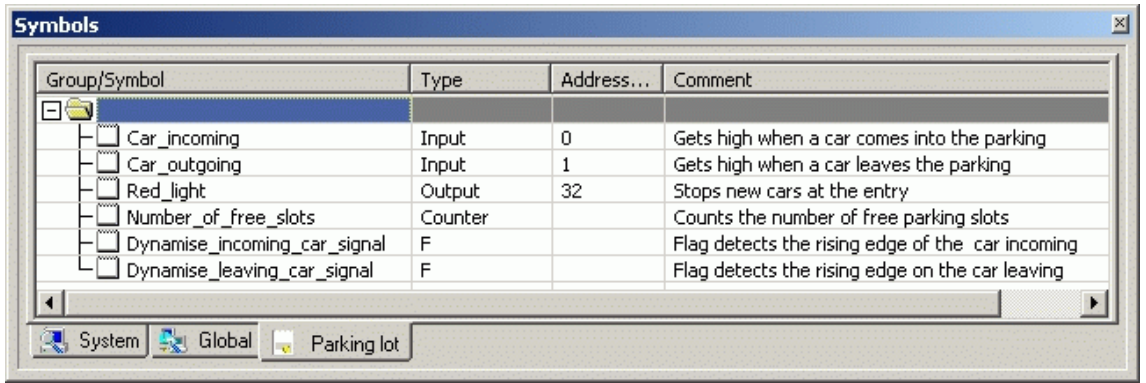 Symbols
Group/Symbol Type Address... Comment
Car_incoming Input 0 Gets high when a car comes into the parking
Car_outgoing Input 1 Gets high when a car leaves the parking
Red_light Output 32 Stops new cars at the entry
Number_of_free_slots Counter Counts the number of free parking slots
Dynamise_incoming_car_signal F Flag detects the rising edge of the car incoming
Dynamise_leaving_car_signal F Flag detects the rising edge on the car leaving
System Global Parking lot